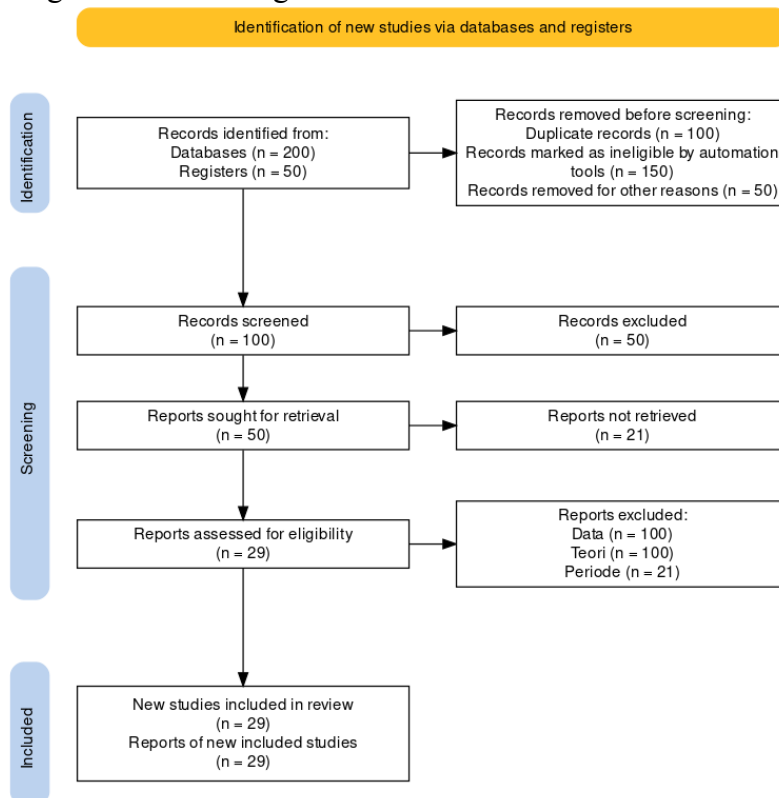 Identification of new studies via databases and registers
Identification
Records identified from:
Databases (n = 200)
Registers (n = 50)
Records removed before screening:
Duplicate records (n = 100)
Records marked as ineligible by automation
tools (n = 150)
Records removed for other reasons (n = 50)
Screening
Records screened
(n = 100)
Records excluded
(n = 50)
Reports sought for retrieval
(n = 50)
Reports not retrieved
(n = 21)
Reports assessed for eligibility
(n = 29)
Reports excluded:
Data (n = 100)
Teori (n = 100)
Periode (n = 21)
Included
New studies included in review
(n = 29)
Reports of new included studies
(n = 29)